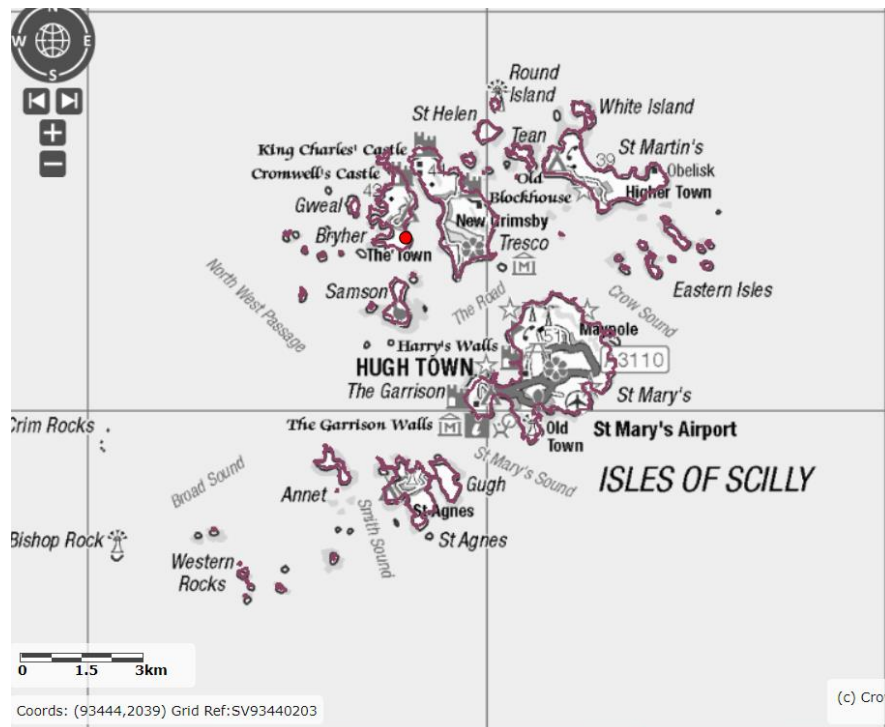 N
W E
S
Round
Island
White Island
St Helen
Tean
St Martin's
King Charles' Castle
39
Obelisk
Cromwell's Castle
Old
Blockhouse
Higher Town
Gweal
New Grimsby
Bryher
Tresco
The Town
Samson
Eastern Isles
North West Passage
The Road
Crow Sound
Maypole
Harry's Walls
HUGH TOWN
3110
The Garrison
St Mary's
Crim Rocks
The Garrison Walls
Old
Town
St Mary's Airport
St Mary's Sound
ISLES OF SCILLY
Broad Sound
Annet
Gugh
Smith Sound
St Agnes
Bishop Rock
St Agnes
Western
Rocks
0 1.5 3km
Coords: (93444,2039) Grid Ref:SV93440203
(c) Cro